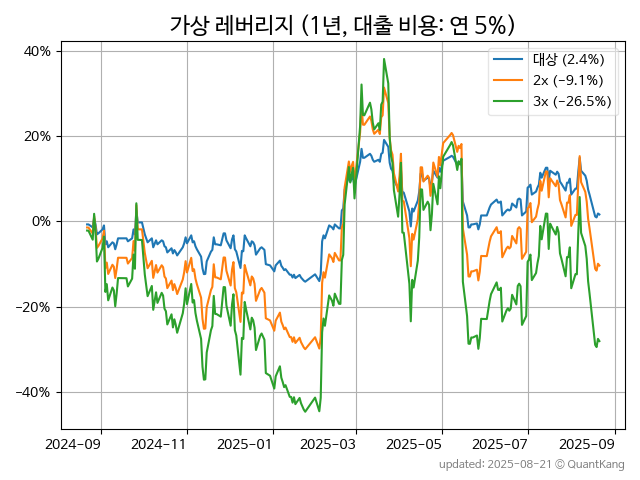 가상 레버리지 (1년, 대출 비용: 연 5%)
40%
20%
0%
−20%
−40%
대상 (2.4%)
2x (−9.1%)
3x (−26.5%)
2024−09 2024−11 2025−01 2025−03 2025−05 2025−07 2025−09
updated: 2025-08-21 © QuantKang